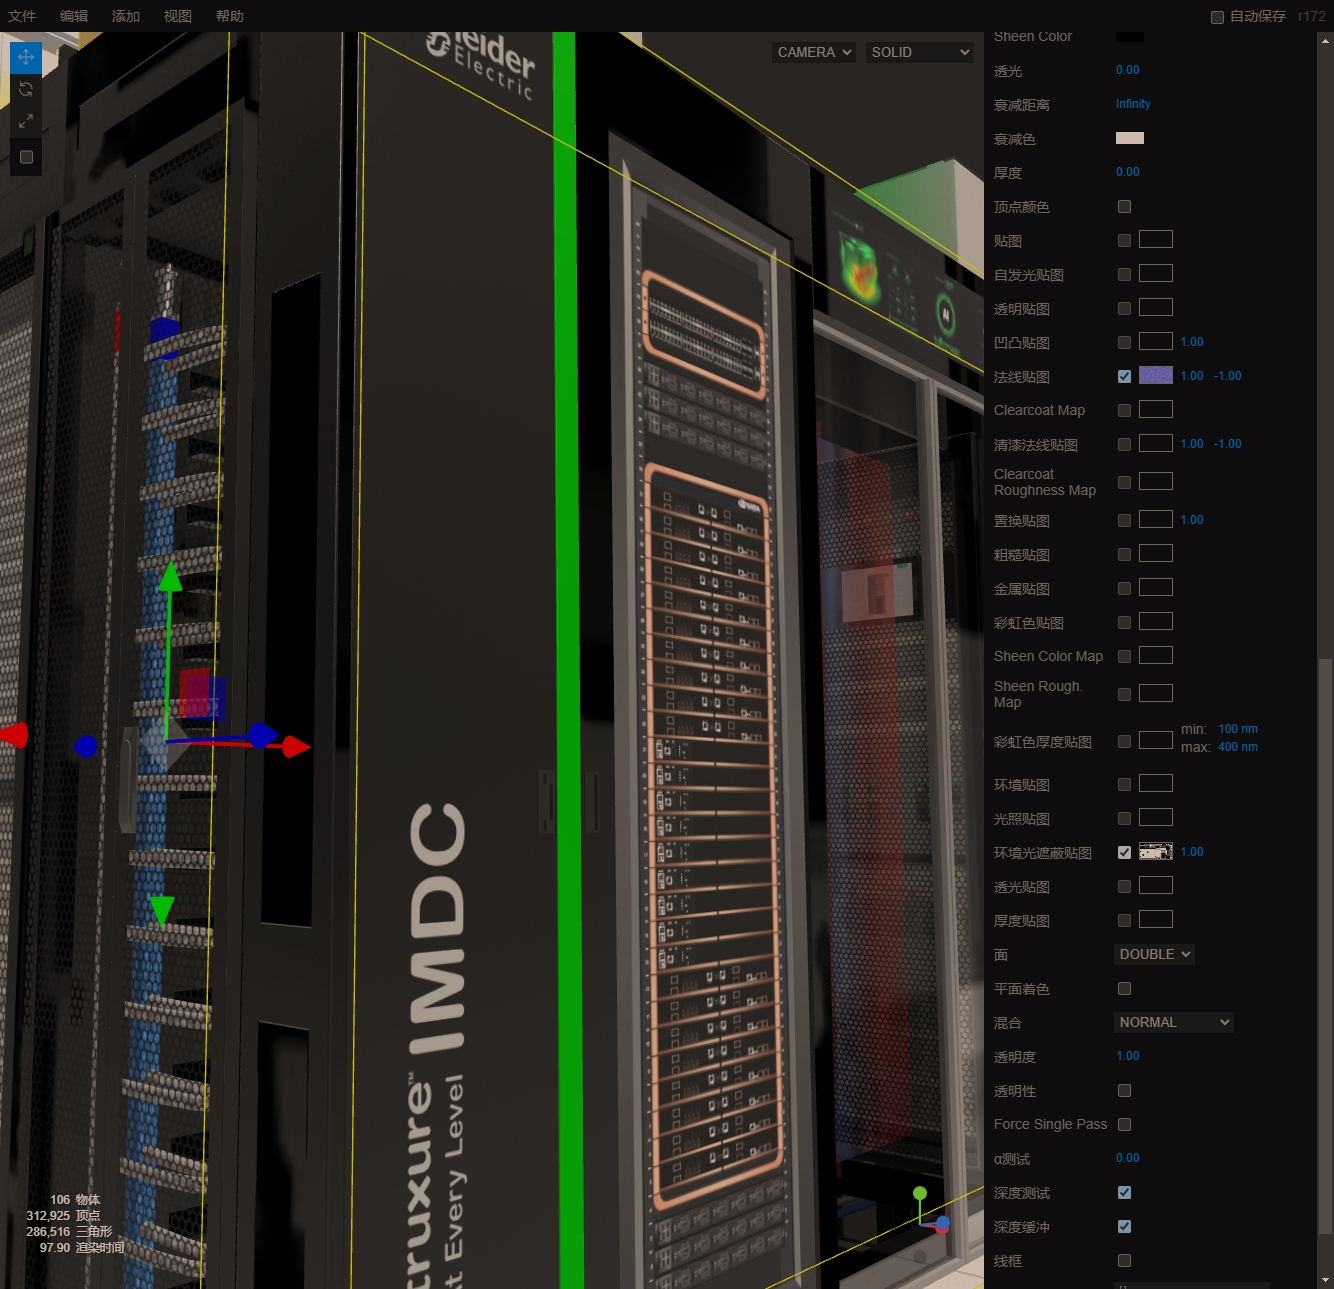 文件 编辑 添加 视图 帮助
自动保存 r172
CAMERA SOLID
neider
Electric
AI
NVIDIA
IMDC
truxure™
t Every Level
106 物体
312,925 顶点
286,516 三角形
97.90 渲染时间
Sheen Color
透光 0.00
衰减距离 Infinity
衰减色
厚度 0.00
顶点颜色
贴图
自发光贴图
透明贴图
凹凸贴图 1.00
法线贴图 1.00 -1.00
Clearcoat Map
清漆法线贴图 1.00 -1.00
Clearcoat
Roughness Map
置换贴图 1.00
粗糙贴图
金属贴图
彩虹色贴图
Sheen Color Map
Sheen Rough.
Map
彩虹色厚度贴图 min: 100 nm
max: 400 nm
环境贴图
光照贴图
环境光遮蔽贴图 1.00
透光贴图
厚度贴图
面 DOUBLE
平面着色
混合 NORMAL
透明度 1.00
透明性
Force Single Pass
α测试 0.00
深度测试
深度缓冲
线框